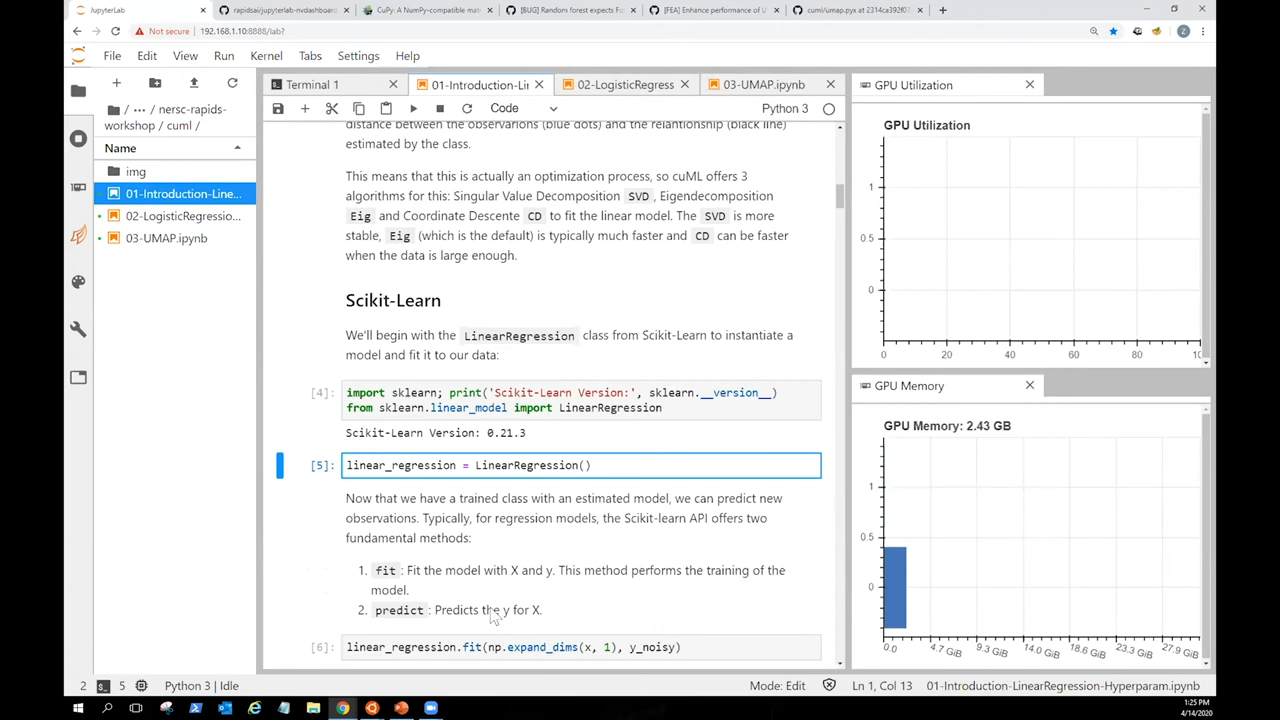 JupyterLab
rapidsai/jupyterlab-nvdashboard
CuPy: A NumPy-compatible mat
[BUG] Random forest expects Fo
[FEA] Enhance performance of U
cuml/umap.pyx at 2314ca392f07
Not secure
192.168.1.10:8888/lab?
File Edit View Run Kernel Tabs Settings Help
/ ··· / nersc-rapids-
workshop / cuml /
Name
img
01-Introduction-Line...
02-LogisticRegressio...
03-UMAP.ipynb
Terminal 1
01-Introduction-Lir
02-LogisticRegress
03-UMAP.ipynb
Code
Python 3
distance between the observarions (blue dots) and the relantionship (black line)
estimated by the class.
This means that this is actually an optimization process, so cuML offers 3
algorithms for this: Singular Value Decomposition SVD , Eigendecomposition
Eig and Coordinate Descente CD to fit the linear model. The SVD is more
stable, Eig (which is the default) is typically much faster and CD can be faster
when the data is large enough.
Scikit-Learn
We'll begin with the LinearRegression class from Scikit-Learn to instantiate a
model and fit it to our data:
[4]: import sklearn; print('Scikit-Learn Version:', sklearn.__version__)
from sklearn.linear_model import LinearRegression
Scikit-Learn Version: 0.21.3
[5]: linear_regression = LinearRegression()
Now that we have a trained class with an estimated model, we can predict new
observations. Typically, for regression models, the Scikit-learn API offers two
fundamental methods:
1. fit : Fit the model with X and y. This method performs the training of the
model.
2. predict : Predicts the y for X.
[6]: linear_regression.fit(np.expand_dims(x, 1), y_noisy)
GPU Utilization
GPU Utilization
1
0.5
0
0 20 40 60 80 10
GPU Memory
GPU Memory: 2.43 GB
1
0.5
0
0.0 4.7 GiB 9.3 GiB 14.0 GiB 18.6 GiB 23.3 GiB 27.9 GiB
2 5 Python 3 | Idle
Mode: Edit
Ln 1, Col 13
01-Introduction-LinearRegression-Hyperparam.ipynb
1:25 PM
4/14/2020